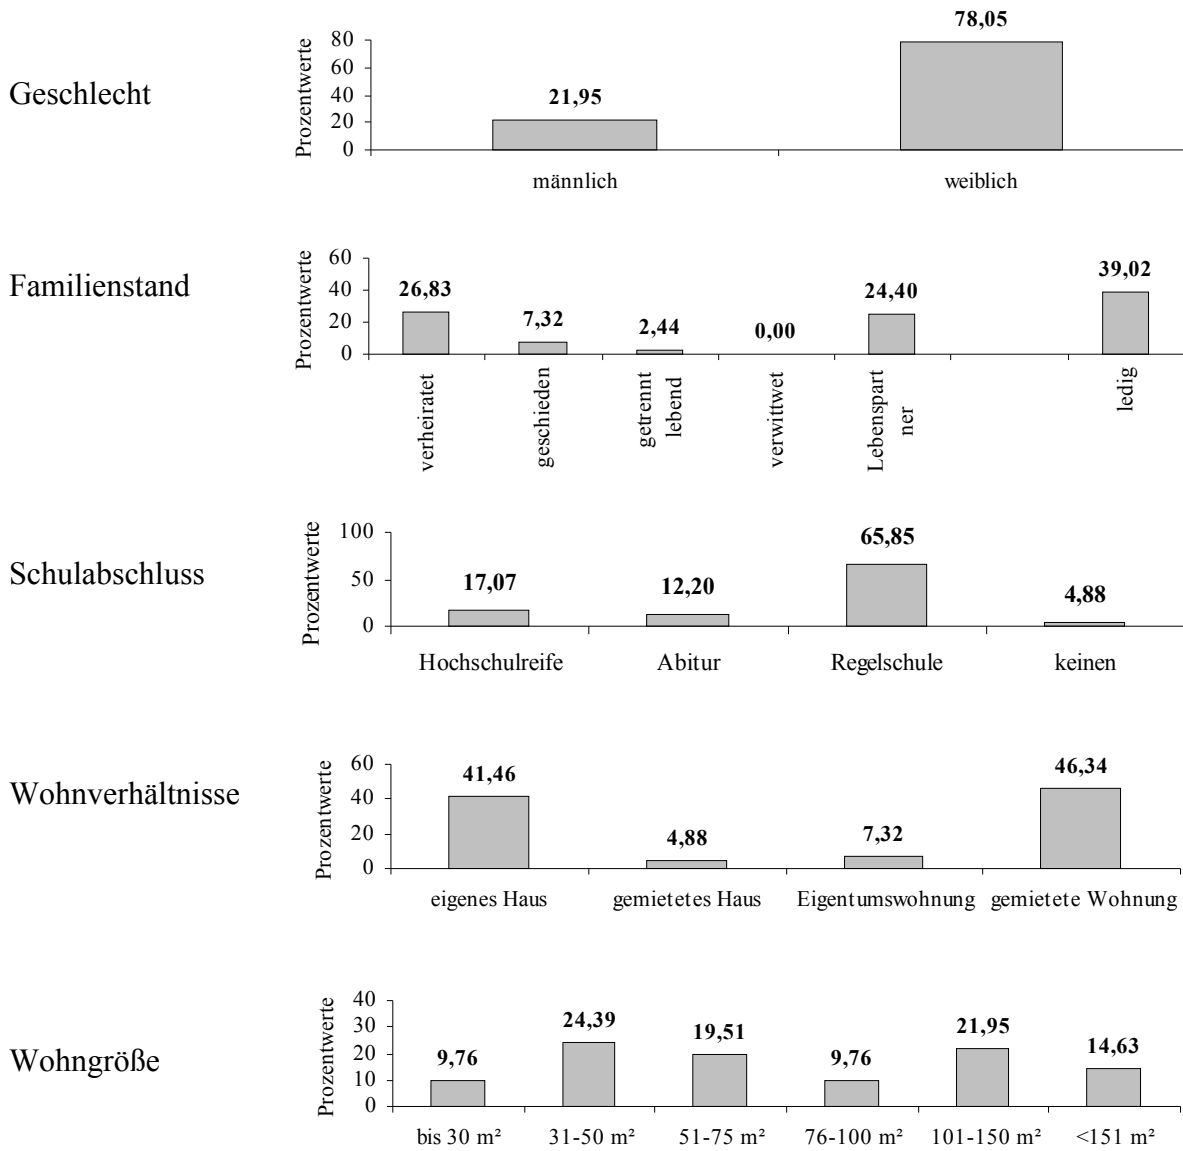 Geschlecht
Prozentwerte
80
60
40
20
0
21,95
78,05
männlich
weiblich
Familienstand
Prozentwerte
60
40
20
0
26,83
7,32
2,44
0,00
24,40
39,02
verheiratet
geschieden
getrennt
lebend
verwittwet
Lebenspart
ner
ledig
Schulabschluss
Prozentwerte
100
50
0
17,07
12,20
65,85
4,88
Hochschulreife
Abitur
Regelschule
keinen
Wohnverhältnisse
Prozentwerte
60
40
20
0
41,46
4,88
7,32
46,34
eigenes Haus
gemietetes Haus
Eigentumswohnung
gemietete Wohnung
Wohngröße
Prozentwerte
40
30
20
10
0
9,76
24,39
19,51
9,76
21,95
14,63
bis 30 m²
31-50 m²
51-75 m²
76-100 m²
101-150 m²
<151 m²